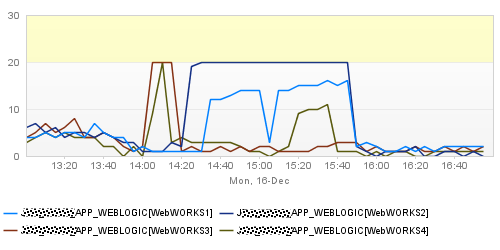 30
20
10
0
13:20 13:40 14:00 14:20 14:40 15:00 15:20 15:40 16:00 16:20 16:40
Mon, 16-Dec
APP_WEBLOGIC[WebWORKS1] APP_WEBLOGIC[WebWORKS2]
APP_WEBLOGIC[WebWORKS3] APP_WEBLOGIC[WebWORKS4]